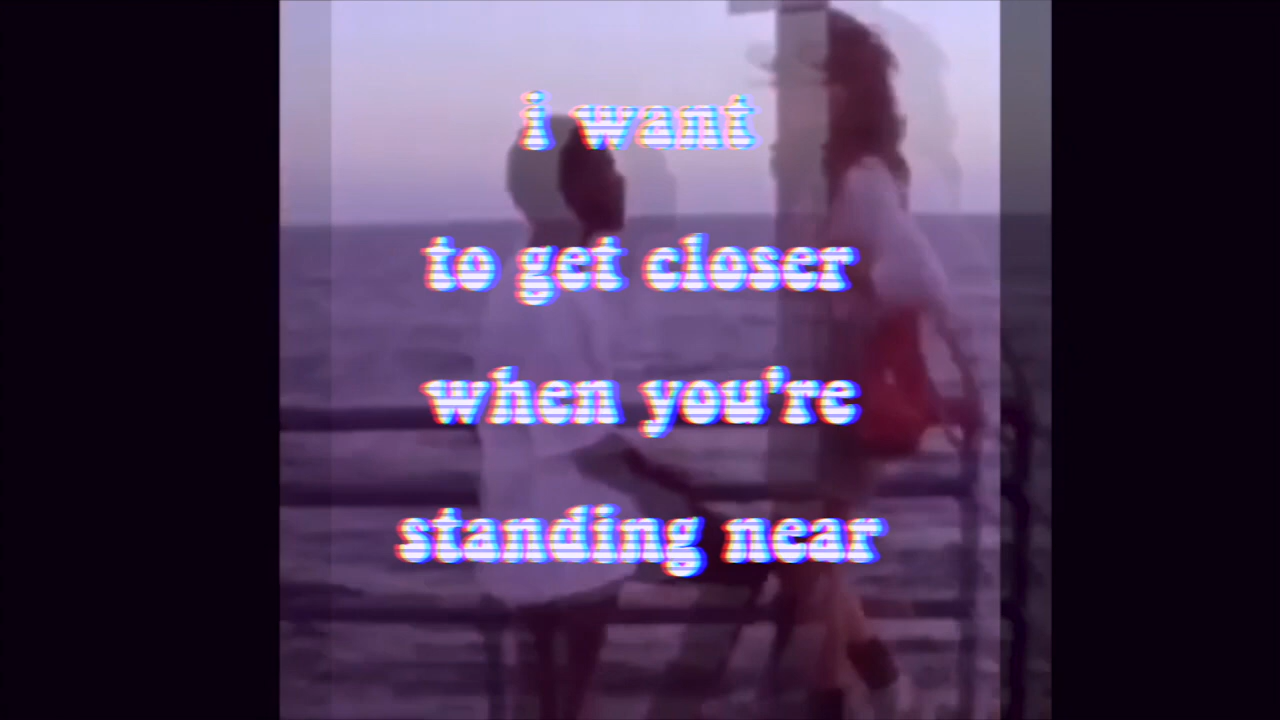 i want
to get closer
when you're
standing near